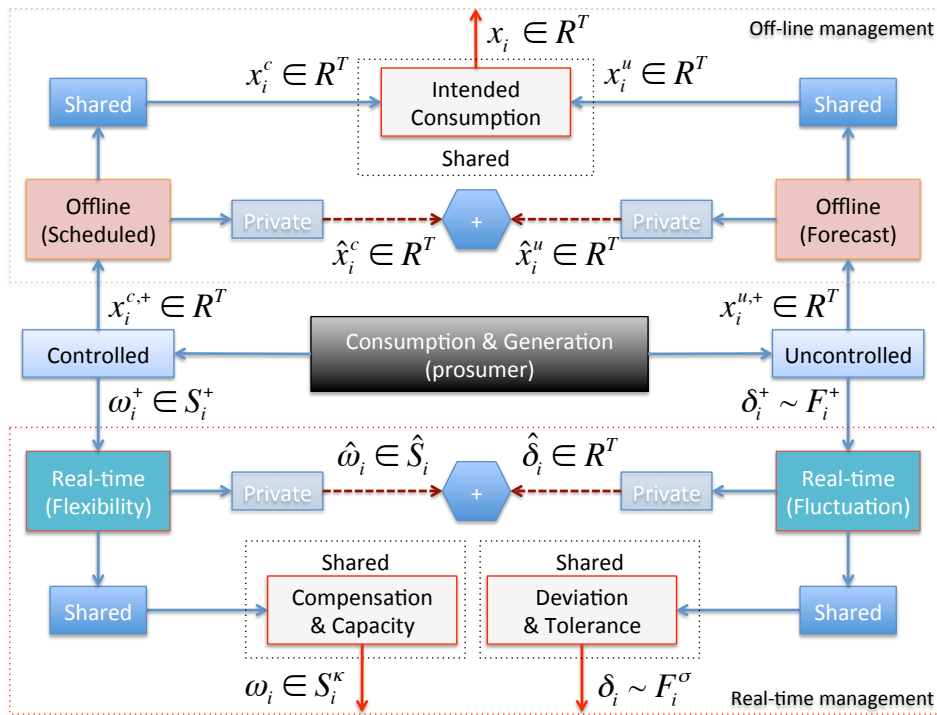 x_i ∈ R^T
Off-line management
x_i^c ∈ R^T
x_i^u ∈ R^T
Shared
Intended
Consumption
Shared
Shared
Offline
(Scheduled)
Private
+
Private
Offline
(Forecast)
x̂_i^c ∈ R^T
x̂_i^u ∈ R^T
x_i^{c,+} ∈ R^T
x_i^{u,+} ∈ R^T
Controlled
Consumption & Generation
(prosumer)
Uncontrolled
ω_i^+ ∈ S_i^+
δ_i^+ ~ F_i^+
ω̂_i ∈ Ŝ_i
δ̂_i ∈ R^T
Real-time
(Flexibility)
Private
+
Private
Real-time
(Fluctuation)
Shared
Shared
Shared
Compensation
& Capacity
Deviation
& Tolerance
Shared
ω_i ∈ S_i^κ
δ_i ~ F_i^σ
Real-time management